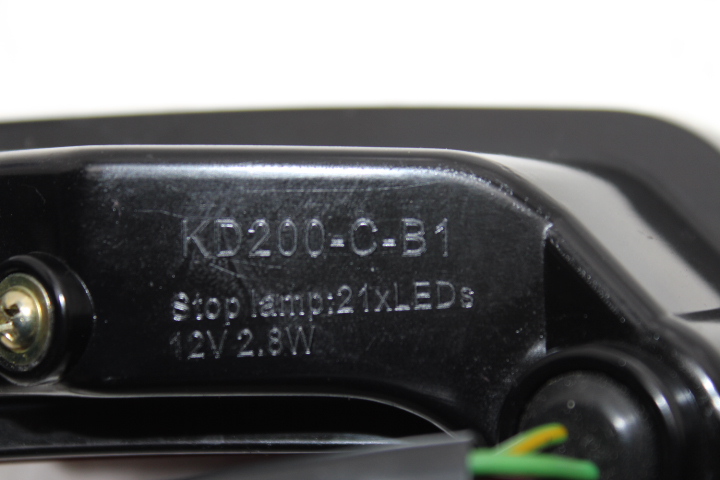 KD200-C-B1
Stop lamp:21xLEDs
12V 2.8W